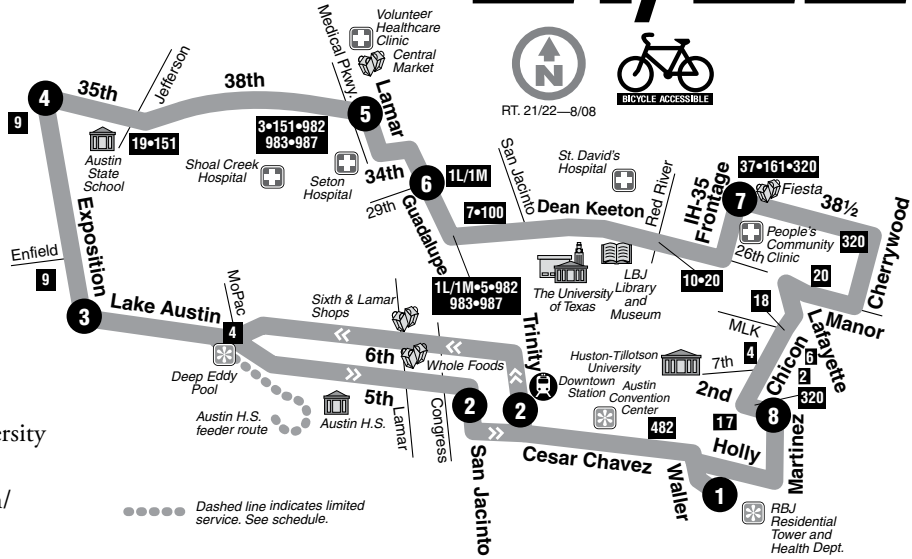 Volunteer
Healthcare
Clinic
Central
Market
Medical Pkwy.
Lamar
N
RT. 21/22—8/08
BICYCLE ACCESSIBLE
4
35th
Jefferson
38th
5
9
Austin
State
School
19•151
3•151•982
983•987
Shoal Creek
Hospital
Seton
Hospital
34th
6
1L/1M
29th
Guadalupe
7•100
San Jacinto
St. David's
Hospital
Dean Keeton
Red River
IH-35
Frontage
7
37•161•320
Fiesta
38½
320
Cherrywood
People's
Community
Clinic
26th
10•20
20
Exposition
Enfield
9
3
Lake Austin
MoPac
4
Sixth & Lamar
Shops
1L/1M•5•982
983•987
The University
of Texas
LBJ
Library
and
Museum
18
MLK
Manor
Lafayette
Chicon
4
7th
6
2
320
2nd
Trinity
Huston-Tillotson
University
6th
Whole Foods
Downtown
Station
Austin
Convention
Center
Deep Eddy
Pool
5th
Austin H.S.
Austin H.S.
feeder route
Lamar
Congress
2
2
482
17
8
Holly
Martinez
Cesar Chavez
San Jacinto
Waller
1
RBJ
Residential
Tower and
Health Dept.
Dashed line indicates limited
service. See schedule.